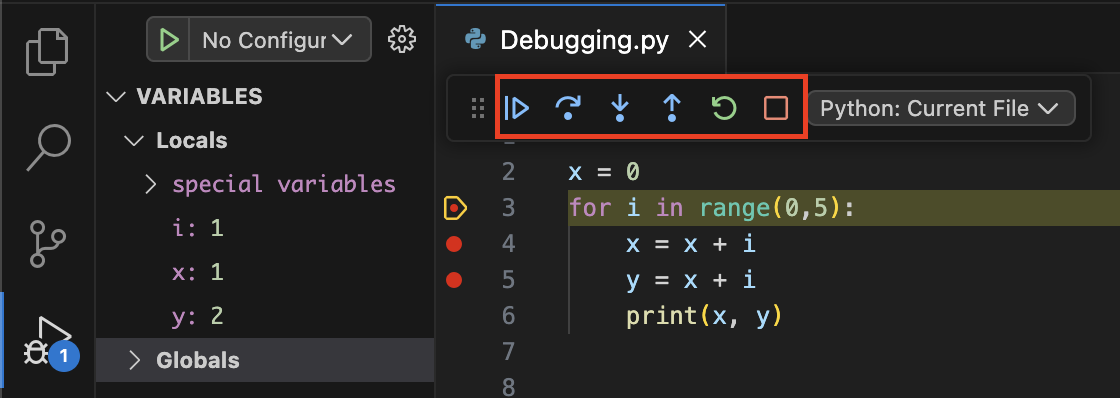 No Configur
Debugging.py
VARIABLES
Python: Current File
Locals
2 x = 0
special variables
3 for i in range(0,5):
i: 1
4 x = x + i
x: 1
5 y = x + i
y: 2
6 print(x, y)
1
Globals
7
8